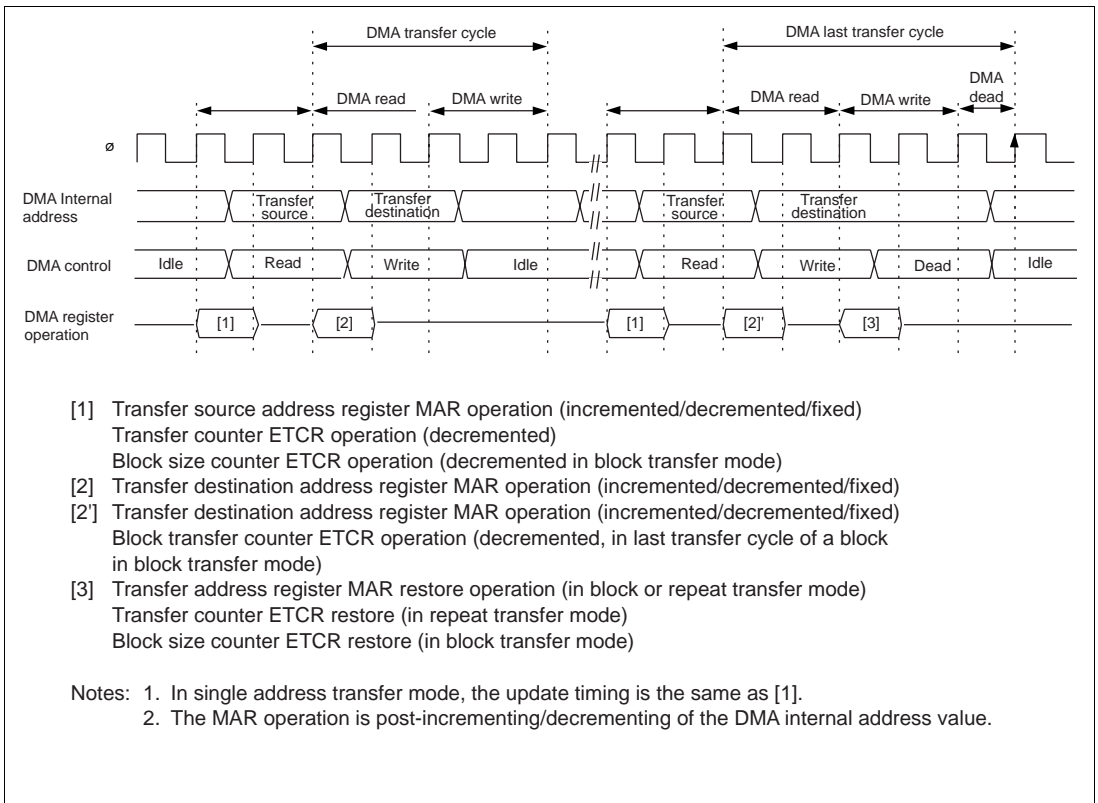 DMA transfer cycle DMA last transfer cycle
DMA read DMA write DMA read DMA write DMA dead
ø
DMA Internal address Transfer source Transfer destination Transfer source Transfer destination
DMA control Idle Read Write Idle Read Write Dead Idle
DMA register operation [1] [2] [1] [2]' [3]
[1] Transfer source address register MAR operation (incremented/decremented/fixed)
Transfer counter ETCR operation (decremented)
Block size counter ETCR operation (decremented in block transfer mode)
[2] Transfer destination address register MAR operation (incremented/decremented/fixed)
[2'] Transfer destination address register MAR operation (incremented/decremented/fixed)
Block transfer counter ETCR operation (decremented, in last transfer cycle of a block
in block transfer mode)
[3] Transfer address register MAR restore operation (in block or repeat transfer mode)
Transfer counter ETCR restore (in repeat transfer mode)
Block size counter ETCR restore (in block transfer mode)
Notes: 1. In single address transfer mode, the update timing is the same as [1].
2. The MAR operation is post-incrementing/decrementing of the DMA internal address value.